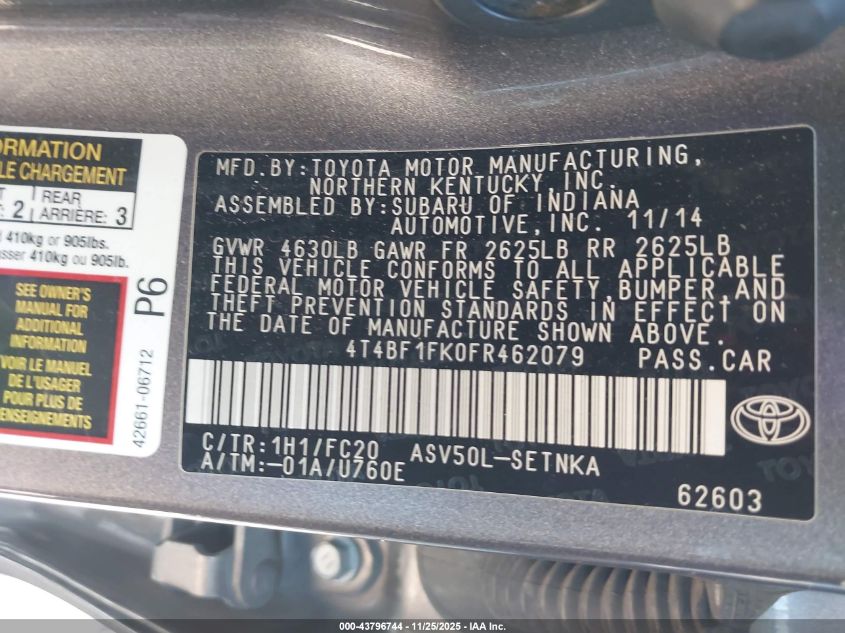 ORMATION
LE CHARGEMENT
2
REAR
ARRIÈRE: 3
410kg or 905lbs.
asser 410kg ou 905lb.
SEE OWNER'S
MANUAL FOR
ADDITIONAL
INFORMATION
VOIR LE MANUEL
DE L'USAGER
POUR PLUS DE
ENSEIGNEMENTS
42661-06712
P6
MFD.BY:TOYOTA MOTOR MANUFACTURING,
NORTHERN KENTUCKY,INC.
ASSEMBLED BY:SUBARU OF INDIANA
AUTOMOTIVE,INC. 11/14
GVWR 4630LB GAWR FR 2625LB RR 2625LB
THIS VEHICLE CONFORMS TO ALL APPLICABLE
FEDERAL MOTOR VEHICLE SAFETY,BUMPER,AND
THEFT PREVENTION STANDARDS IN EFFECT ON
THE DATE OF MANUFACTURE SHOWN ABOVE.
4T4BF1FK0FR462079 PASS.CAR
C/TR:1H1/FC20 ASV50L-SETNKA
A/TM:-01A/U760E
62603
000-43796744 - 11/25/2025 - IAA Inc.